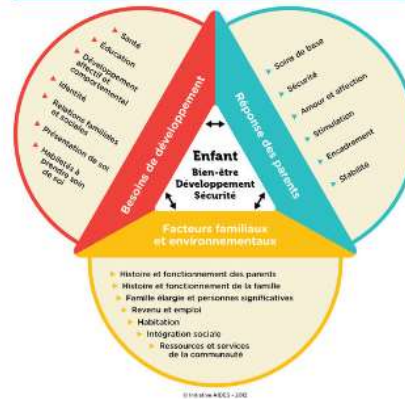 Santé
Éducation
Développement
affectif et
comportemental
Identité
Relations familiales
et sociales
Présentation de soi
Habiletés à
prendre soin
de soi
Besoins de développement
Réponse des parents
Soins de base
Sécurité
Amour et affection
Stimulation
Encadrement
Stabilité
Enfant
Bien-être
Développement
Sécurité
Facteurs familiaux
et environnementaux
Histoire et fonctionnement des parents
Histoire et fonctionnement de la famille
Famille élargie et personnes significatives
Revenu et emploi
Habitation
Intégration sociale
Ressources et services
de la communauté
© Initiative AIDES - 2012